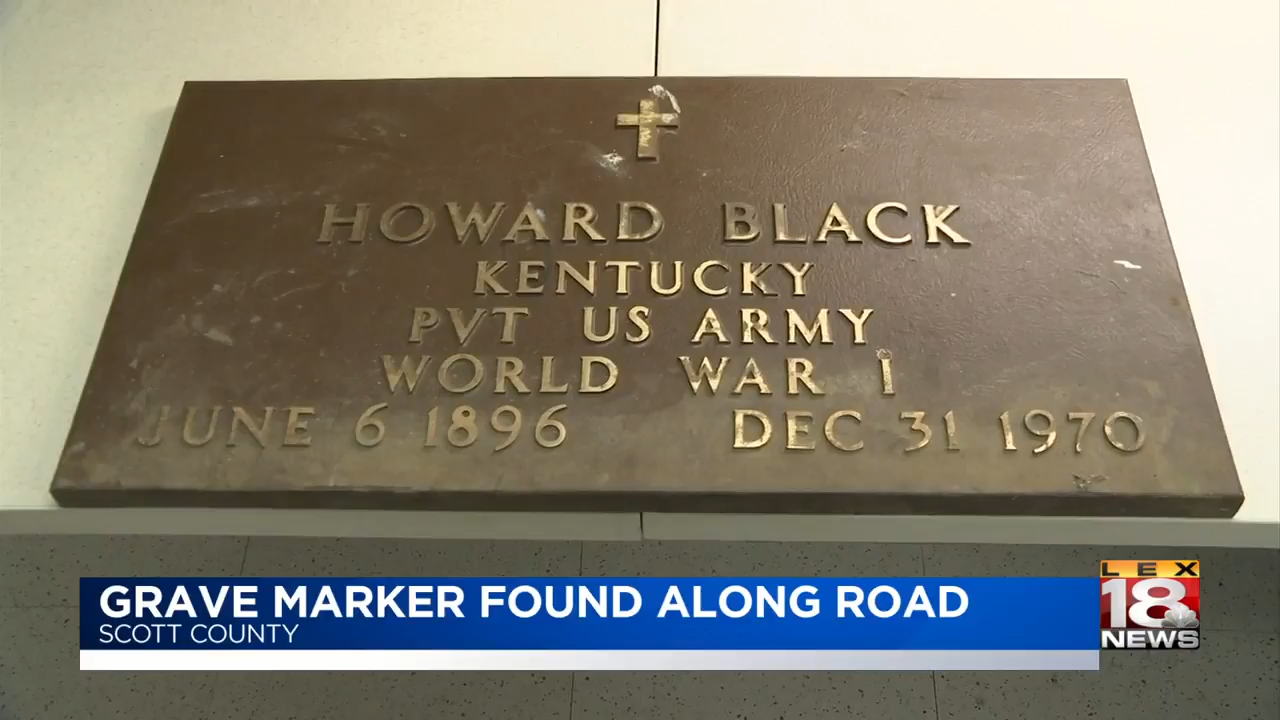 HOWARD BLACK
KENTUCKY
PVT US ARMY
WORLD WAR I
JUNE 6 1896 DEC 31 1970
GRAVE MARKER FOUND ALONG ROAD
SCOTT COUNTY
LEX
18
NEWS